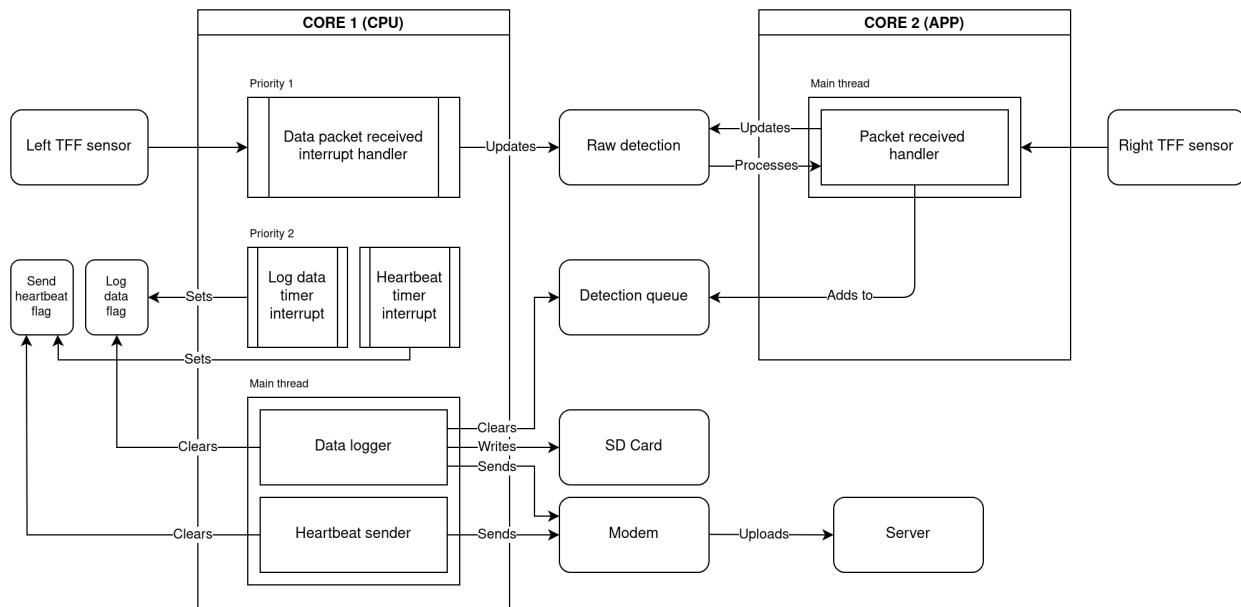 CORE 1 (CPU)
CORE 2 (APP)
Priority 1
Main thread
Left TFF sensor
Data packet received
interrupt handler
Updates
Raw detection
Updates
Processes
Packet received
handler
Right TFF sensor
Priority 2
Send
heartbeat
flag
Log
data
flag
Sets
Log data
timer
interrupt
Heartbeat
timer
interrupt
Detection queue
Adds to
Sets
Main thread
Clears
Data logger
Clears
Writes
Sends
SD Card
Clears
Heartbeat sender
Sends
Modem
Uploads
Server